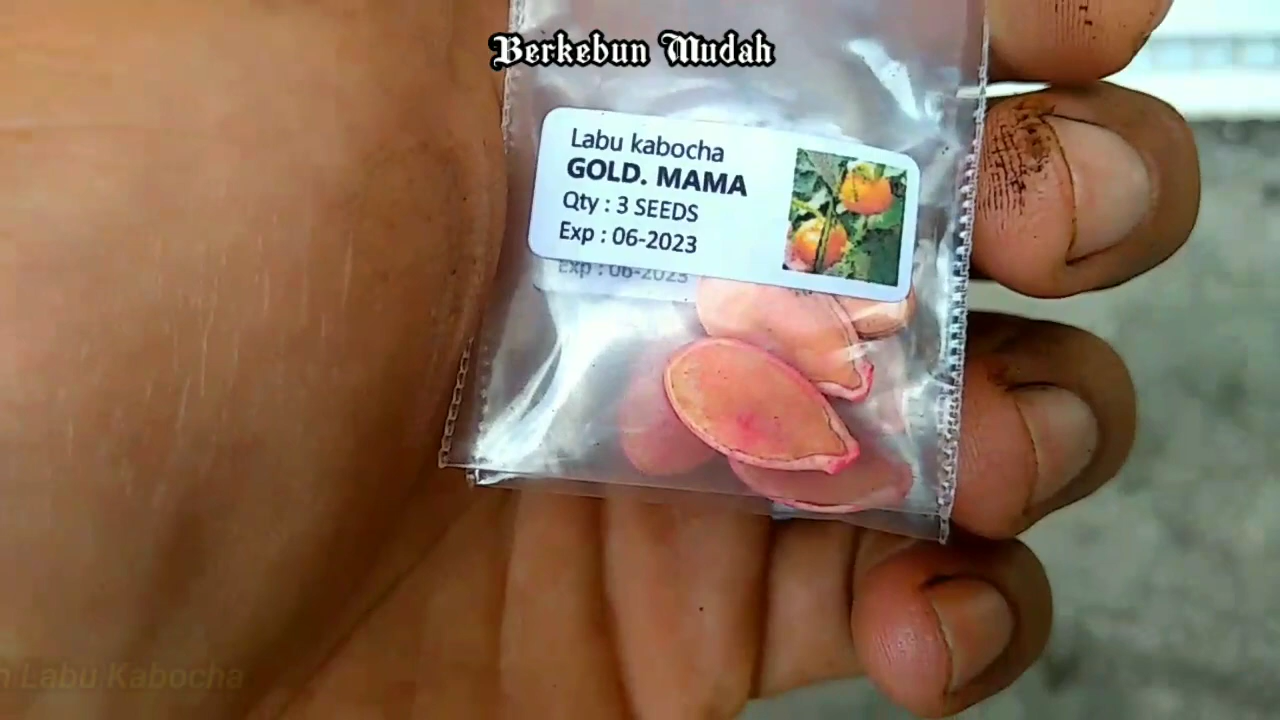 Berkebun Mudah
Labu kabocha
GOLD. MAMA
Qty : 3 SEEDS
Exp : 06-2023
Exp : 06-2023
n Labu Kabocha